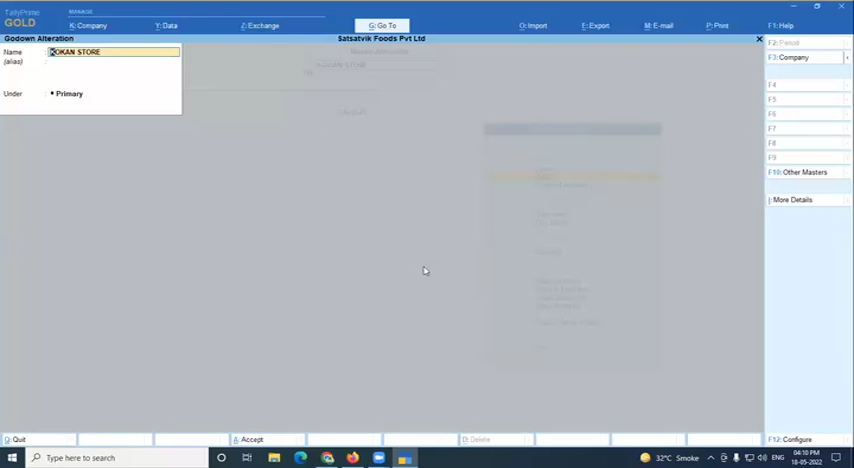 TallyPrime
GOLD
MANAGE
K: Company
Y: Data
Z: Exchange
G: Go To
O: Import
E: Export
M: E-mail
P: Print
F1: Help
Godown Alteration
Satsatvik Foods Pvt Ltd
F2: Period
F3: Company
Name : KOKAN STORE
(alias) :
Under : Primary
F4
F5
F6
F7
F8
F9
F10: Other Masters
I: More Details
Q: Quit
A: Accept
D: Delete
F12: Configure
Type here to search
32°C Smoke
ENG
04:10 PM
18-05-2022